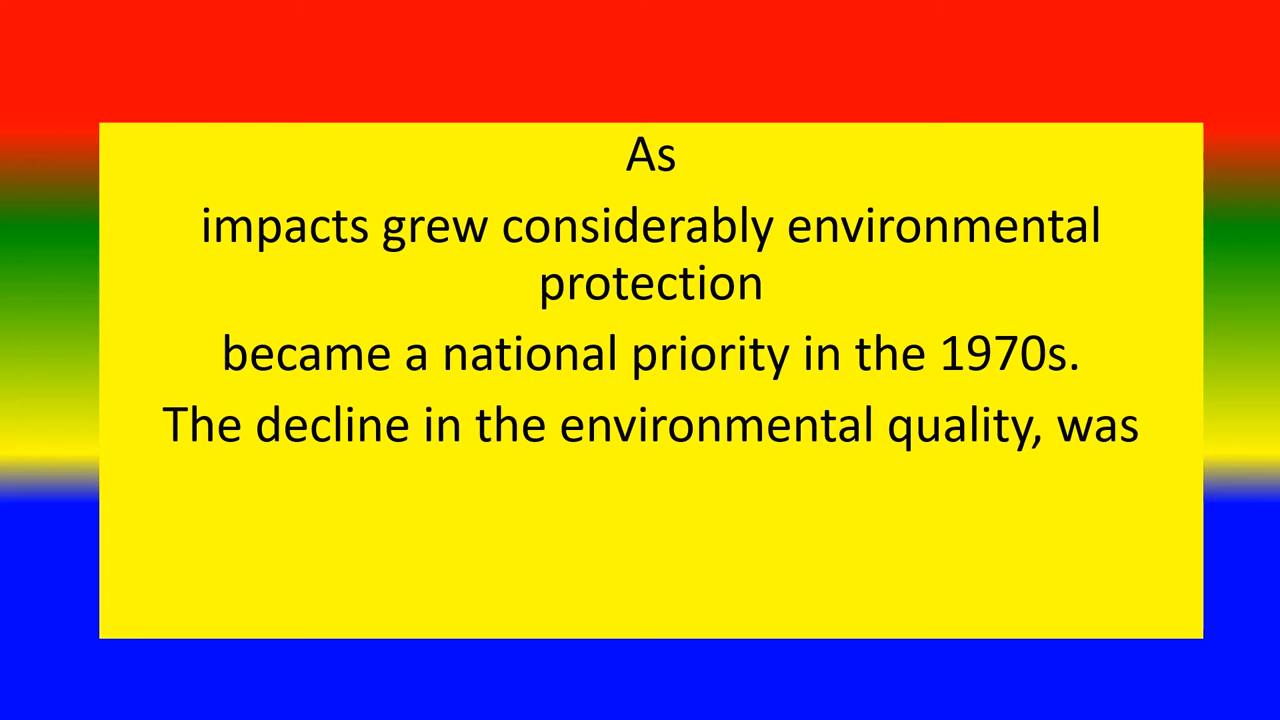 As
impacts grew considerably environmental
protection
became a national priority in the 1970s.
The decline in the environmental quality, was